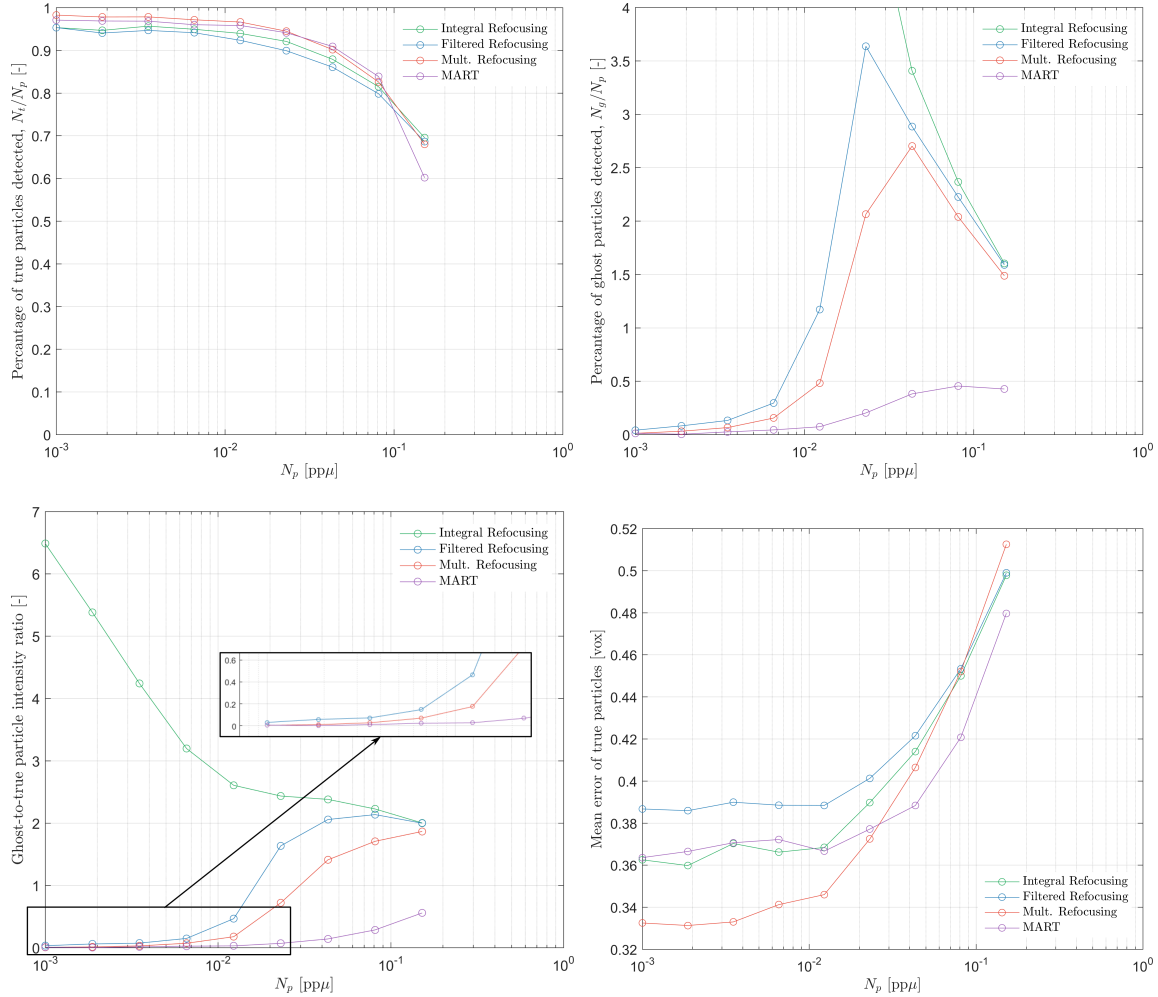 Percentage of true particles detected, N_t/N_p [-]
1
0.9
0.8
0.7
0.6
0.5
0.4
0.3
0.2
0.1
0
10⁻³
10⁻²
10⁻¹
10⁰
N_p [ppμ]
Integral Refocusing
Filtered Refocusing
Mult. Refocusing
MART
Percantage of ghost particles detected, N_g/N_p [-]
4
3.5
3
2.5
2
1.5
1
0.5
0
10⁻³
10⁻²
10⁻¹
10⁰
N_p [ppμ]
Integral Refocusing
Filtered Refocusing
Mult. Refocusing
MART
Ghost-to-true particle intensity ratio [-]
7
6
5
4
3
2
1
0
10⁻³
10⁻²
10⁻¹
10⁰
N_p [ppμ]
Integral Refocusing
Filtered Refocusing
Mult. Refocusing
MART
0.6
0.4
0.2
0
Mean error of true particles [vox]
0.52
0.5
0.48
0.46
0.44
0.42
0.4
0.38
0.36
0.34
0.32
10⁻³
10⁻²
10⁻¹
10⁰
N_p [ppμ]
Integral Refocusing
Filtered Refocusing
Mult. Refocusing
MART